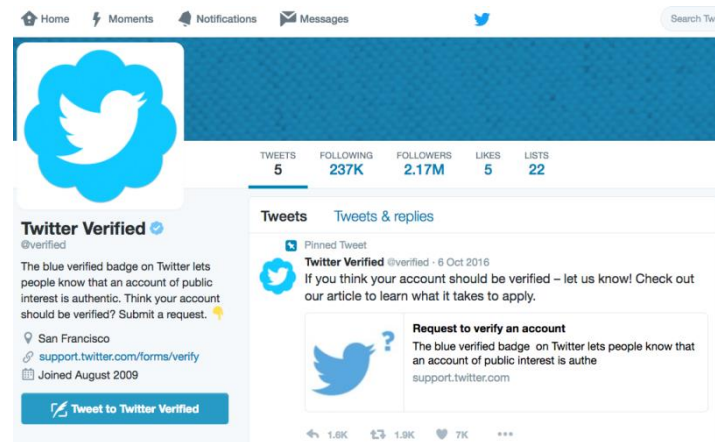 Home Moments Notifications Messages Search Tw
TWEETS FOLLOWING FOLLOWERS LIKES LISTS
5 237K 2.17M 5 22
Twitter Verified
@verified
The blue verified badge on Twitter lets
people know that an account of public
interest is authentic. Think your account
should be verified? Submit a request. 👇
San Francisco
support.twitter.com/forms/verify
Joined August 2009
Tweet to Twitter Verified
Tweets Tweets & replies
Pinned Tweet
Twitter Verified @verified · 6 Oct 2016
If you think your account should be verified – let us know! Check out
our article to learn what it takes to apply.
?
Request to verify an account
The blue verified badge on Twitter lets people know that
an account of public interest is authe
support.twitter.com
1.6K 1.9K 7K